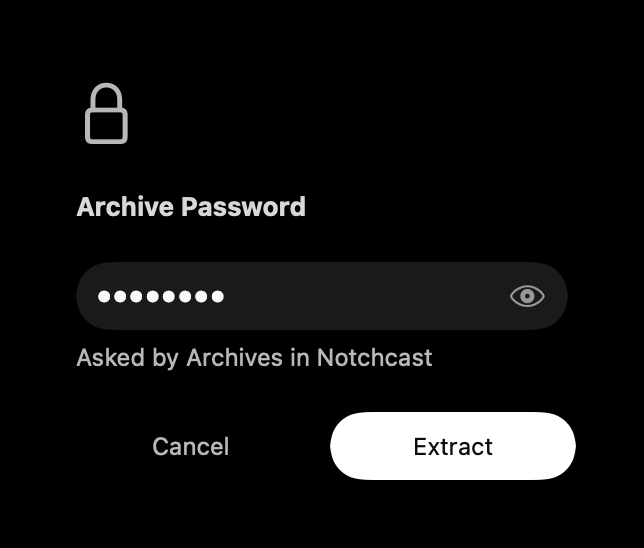 Archive Password
••••••••
Asked by Archives in Notchcast
Cancel
Extract